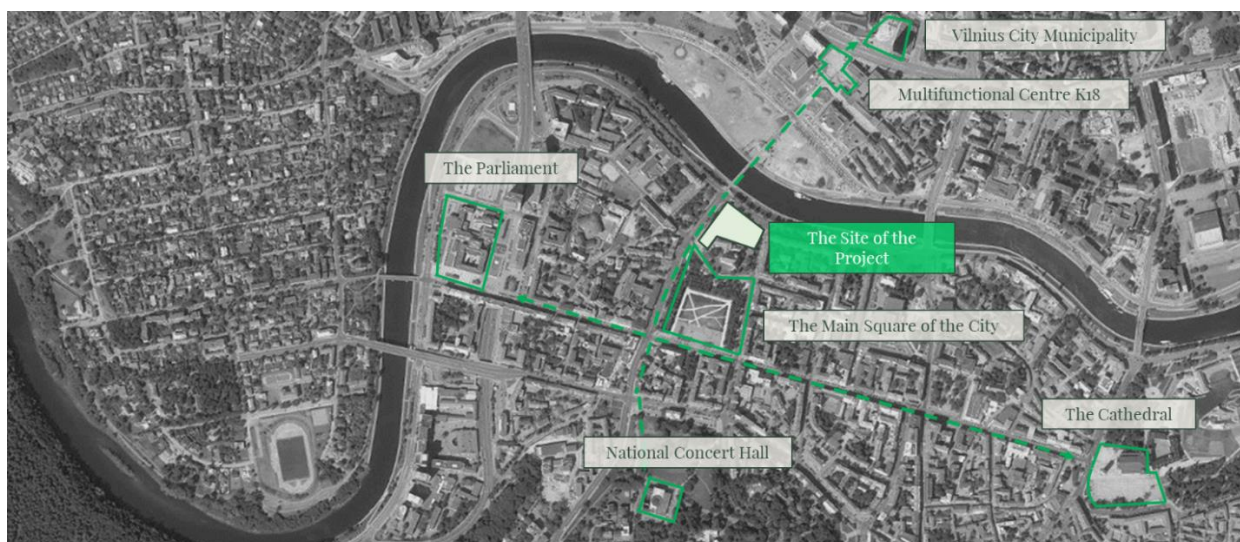 Vilnius City Municipality
Multifunctional Centre K18
The Parliament
The Site of the
Project
The Main Square of the City
The Cathedral
National Concert Hall